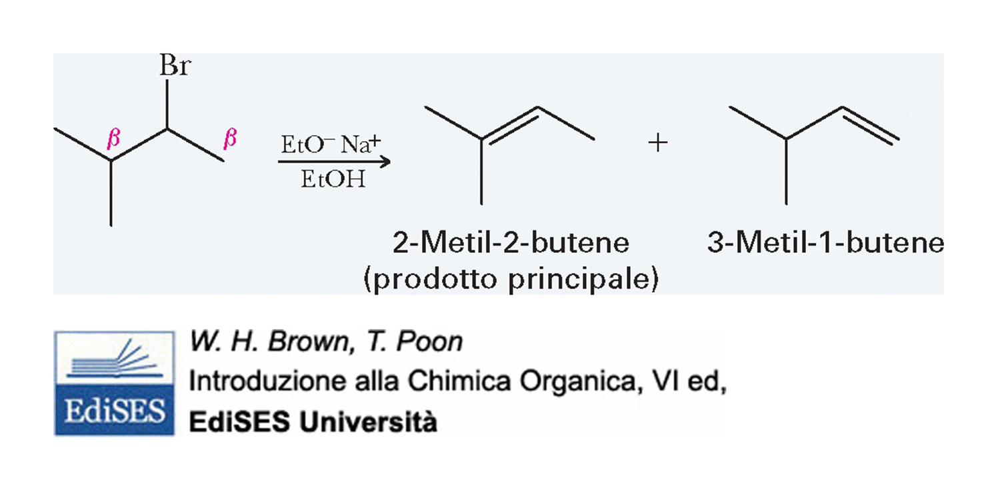 Br
β β
EtO⁻ Na⁺
EtOH
+
2-Metil-2-butene
(prodotto principale)
3-Metil-1-butene
EdiSES
W. H. Brown, T. Poon
Introduzione alla Chimica Organica, VI ed,
EdiSES Università